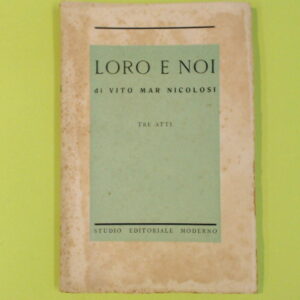 LORO E NOI
di VITO MAR NICOLOSI
TRE ATTI
STUDIO EDITORIALE MODERNO